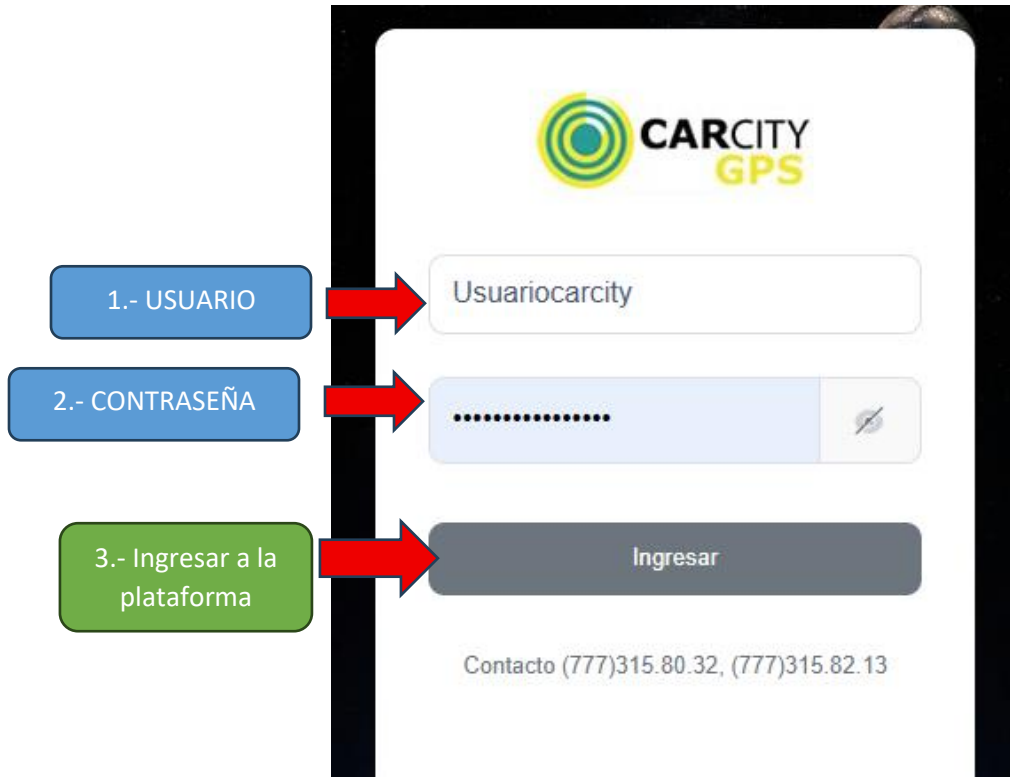 CARCITY
GPS
1.- USUARIO
Usuariocarcity
2.- CONTRASEÑA
••••••••••••••••
3.- Ingresar a la
plataforma
Ingresar
Contacto (777)315.80.32, (777)315.82.13